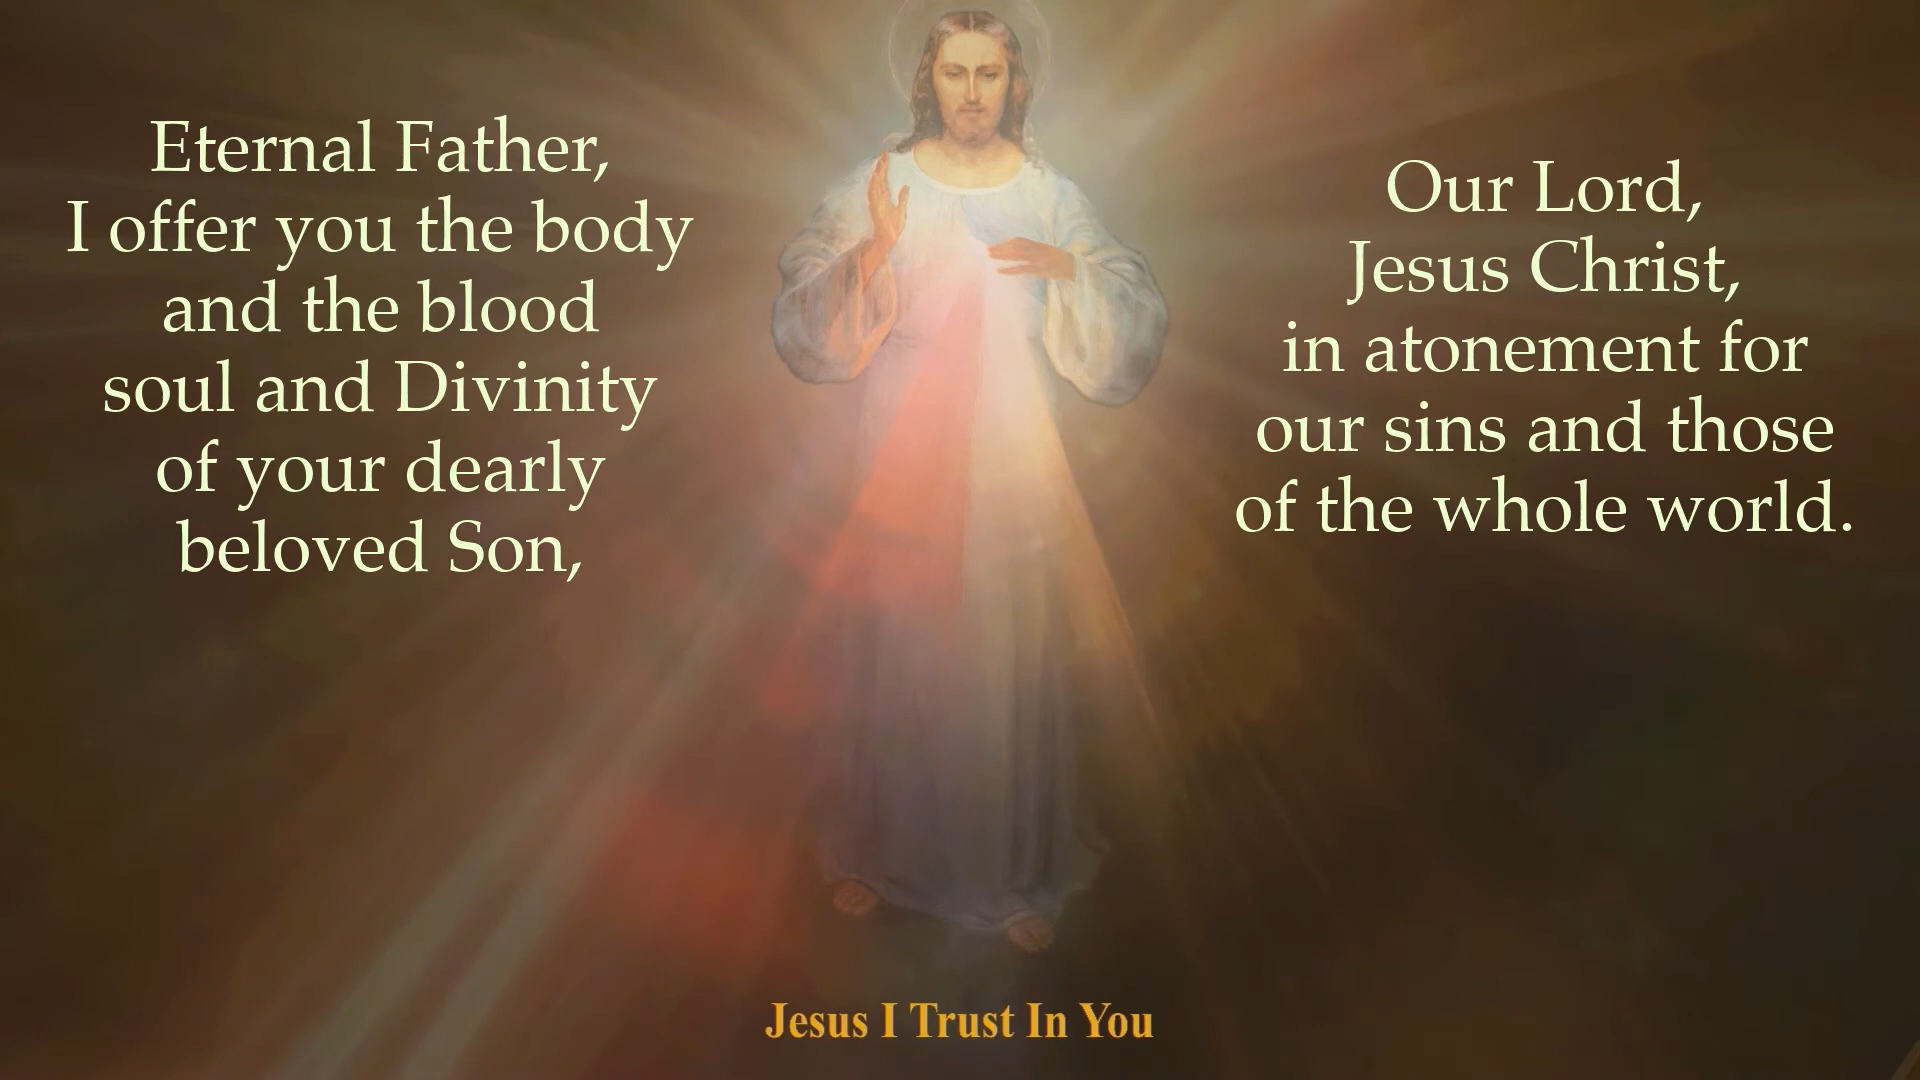 Eternal Father,
I offer you the body
and the blood
soul and Divinity
of your dearly
beloved Son,
Our Lord,
Jesus Christ,
in atonement for
our sins and those
of the whole world.
Jesus I Trust In You